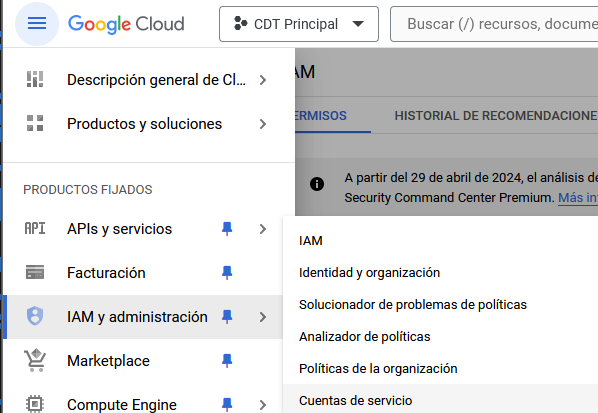 Google Cloud
CDT Principal
Buscar (/) recursos, docume
Descripción general de Cl...
Productos y soluciones
PRODUCTOS FIJADOS
API APIs y servicios
Facturación
IAM y administración
Marketplace
Compute Engine
AM
ERMISOS
HISTORIAL DE RECOMENDACIONE
A partir del 29 de abril de 2024, el análisis de
Security Command Center Premium. Más in
IAM
Identidad y organización
Solucionador de problemas de políticas
Analizador de políticas
Políticas de la organización
Cuentas de servicio